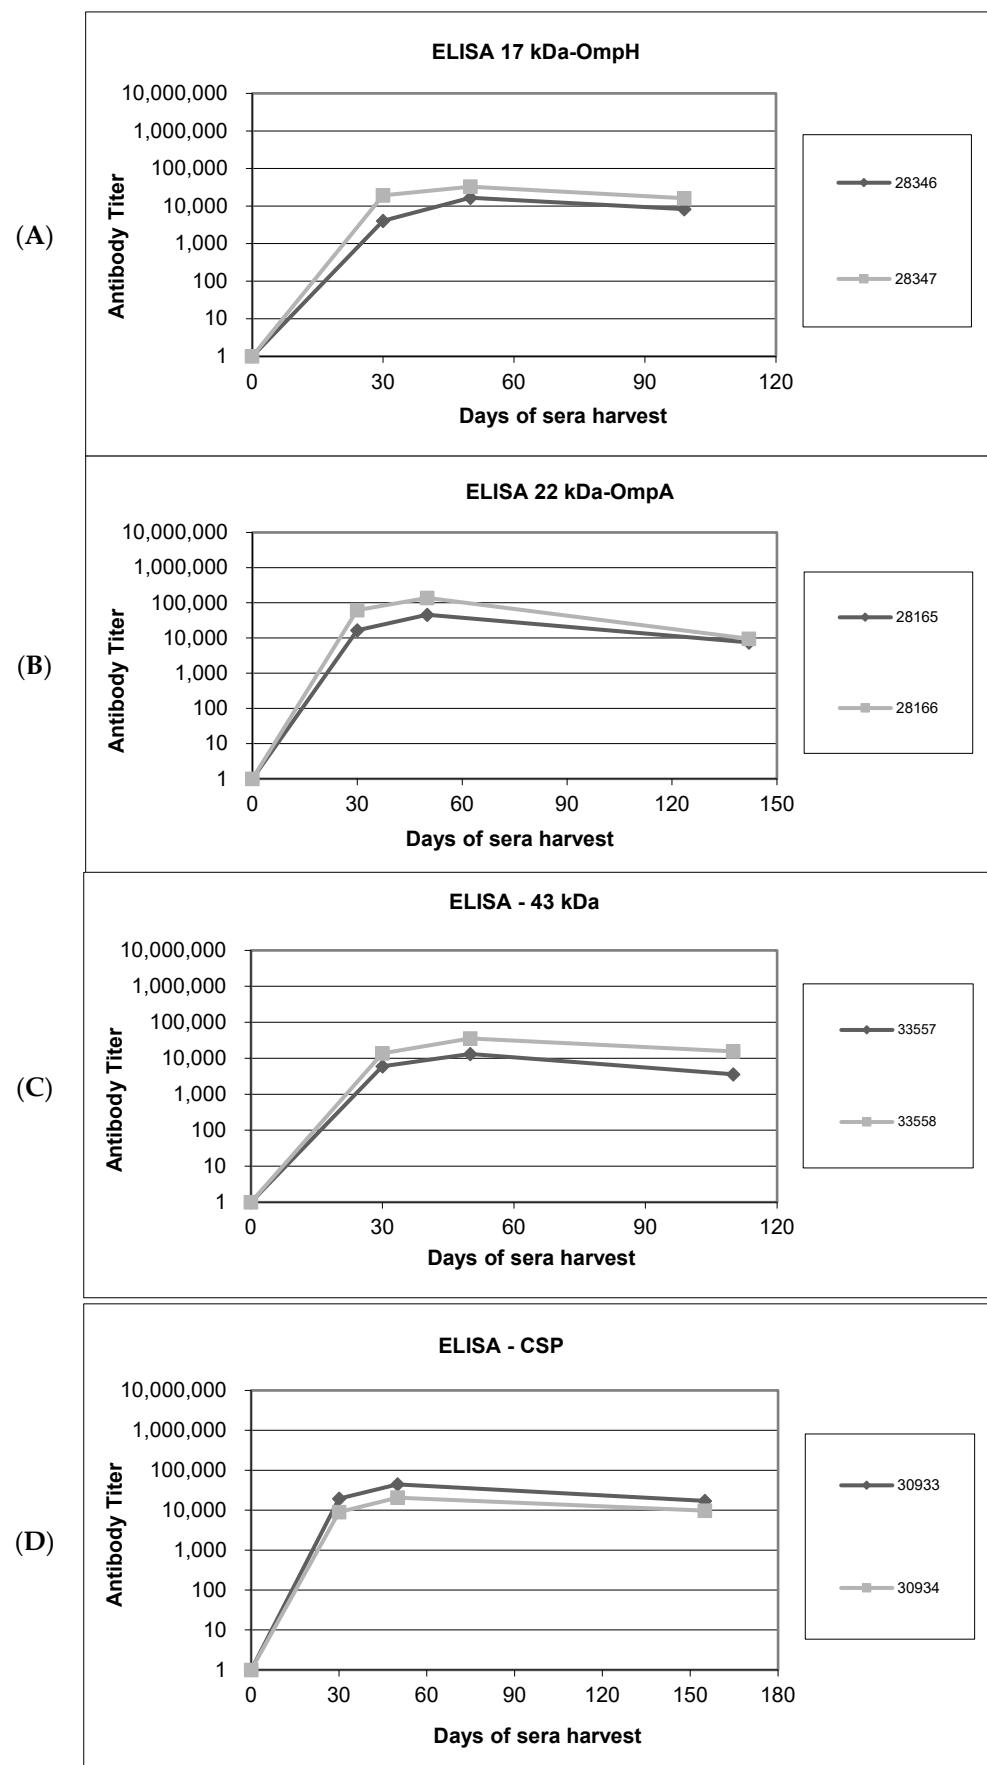 ELISA 17 kDa-OmpH
10,000,000
1,000,000
100,000
10,000
1,000
100
10
1
Antibody Titer
(A)
0 30 60 90 120
Days of sera harvest
28346
28347
ELISA 22 kDa-OmpA
10,000,000
1,000,000
100,000
10,000
1,000
100
10
1
Antibody Titer
(B)
0 30 60 90 120 150
Days of sera harvest
28165
28166
ELISA - 43 kDa
10,000,000
1,000,000
100,000
10,000
1,000
100
10
1
Antibody Titer
(C)
0 30 60 90 120
Days of sera harvest
33557
33558
ELISA - CSP
10,000,000
1,000,000
100,000
10,000
1,000
100
10
1
Antibody Titer
(D)
0 30 60 90 120 150 180
Days of sera harvest
30933
30934